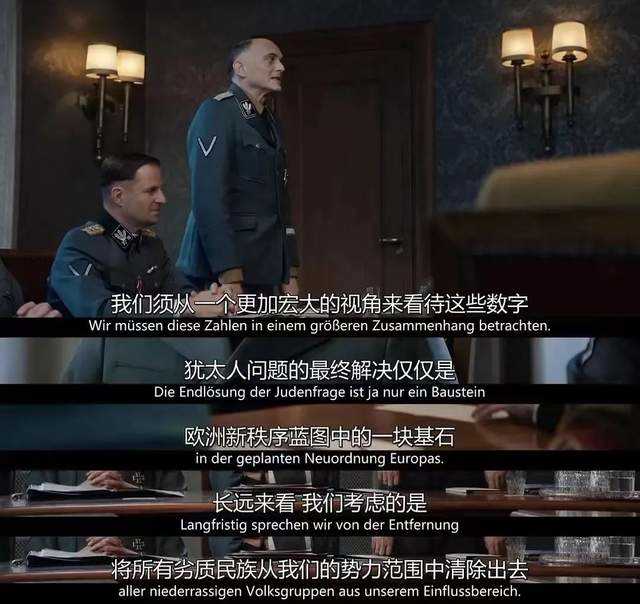 我们须从一个更加宏大的视角来看待这些数字
Wir müssen diese Zahlen in einem größeren Zusammenhang betrachten.
犹太人问题的最终解决仅仅是
Die Endlösung der Judenfrage ist ja nur ein Baustein
欧洲新秩序蓝图中的一块基石
in der geplanten Neuordnung Europas.
长远来看 我们考虑的是
Langfristig sprechen wir von der Entfernung
将所有劣质民族从我们的势力范围中清除出去
aller niederrassigen Volksgruppen aus unserem Einflussbereich.